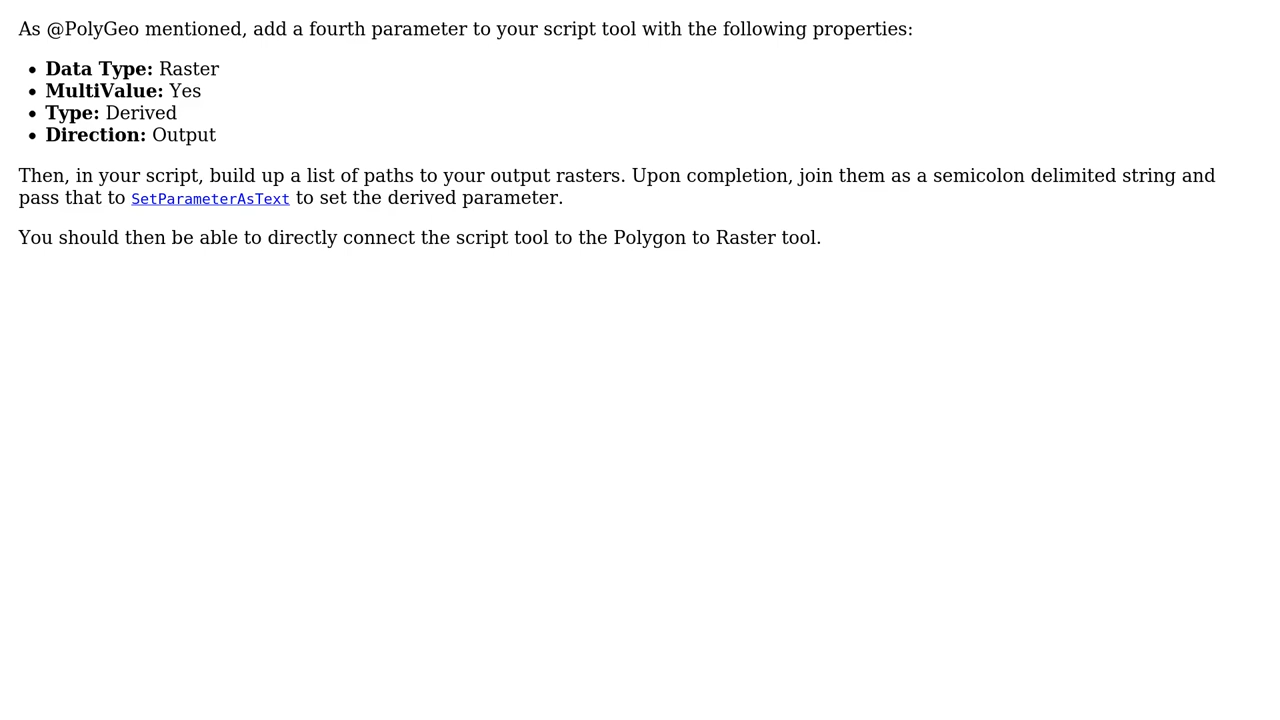 As @PolyGeo mentioned, add a fourth parameter to your script tool with the following properties:
• Data Type: Raster
• MultiValue: Yes
• Type: Derived
• Direction: Output
Then, in your script, build up a list of paths to your output rasters. Upon completion, join them as a semicolon delimited string and
pass that to SetParameterAsText to set the derived parameter.
You should then be able to directly connect the script tool to the Polygon to Raster tool.